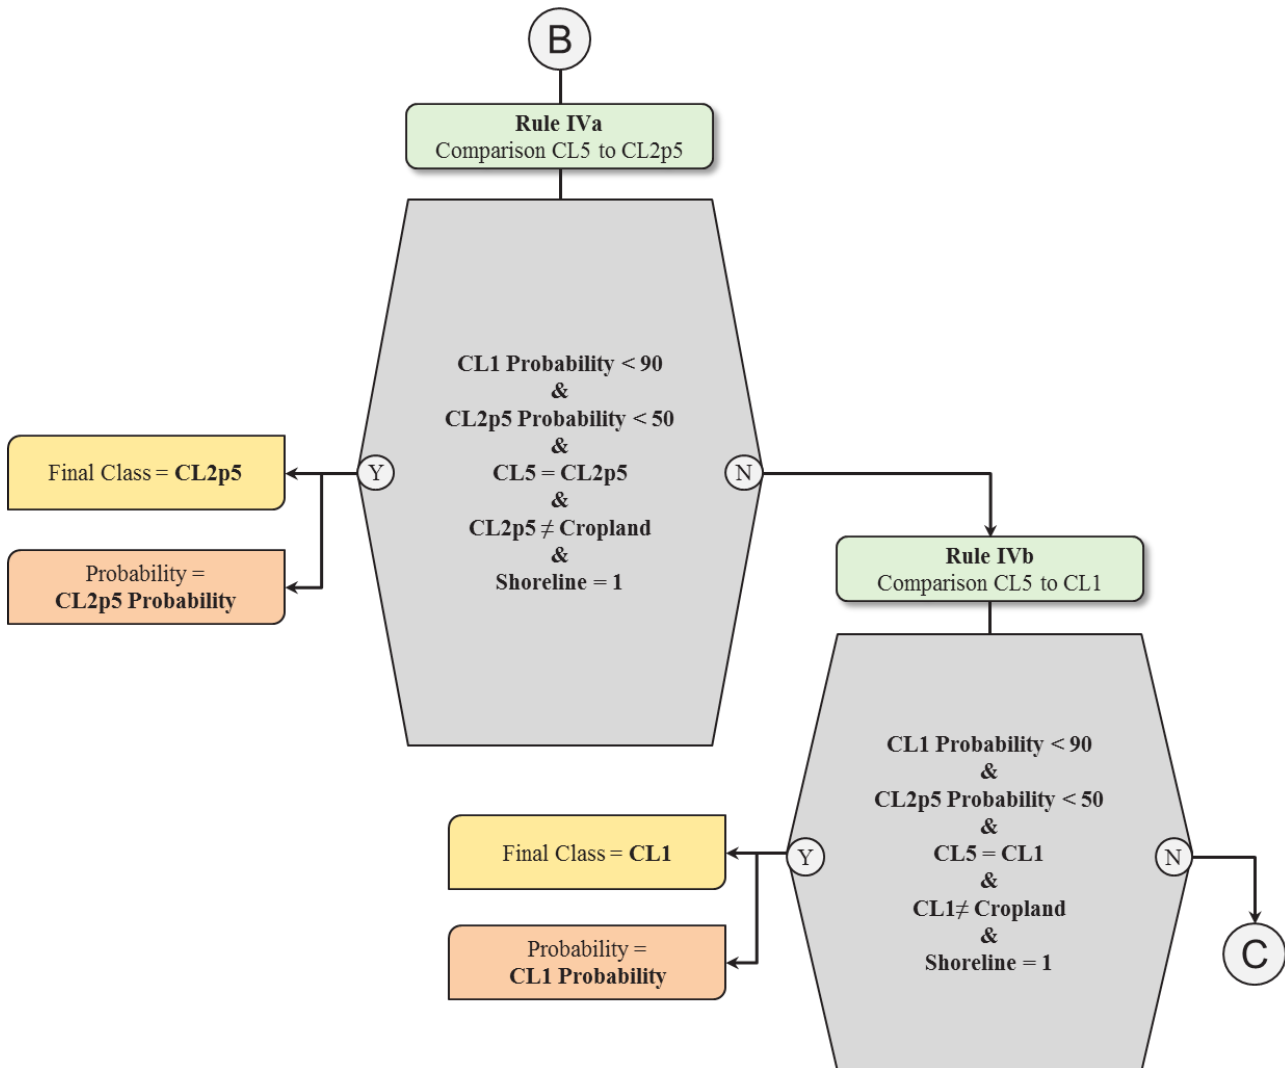 B
Rule IVa
Comparison CL5 to CL2p5
CL1 Probability < 90
&
CL2p5 Probability < 50
&
CL5 = CL2p5
&
CL2p5 ≠ Cropland
&
Shoreline = 1
Y
N
Final Class = CL2p5
Probability =
CL2p5 Probability
Rule IVb
Comparison CL5 to CL1
CL1 Probability < 90
&
CL2p5 Probability < 50
&
CL5 = CL1
&
CL1≠ Cropland
&
Shoreline = 1
Y
N
Final Class = CL1
Probability =
CL1 Probability
C